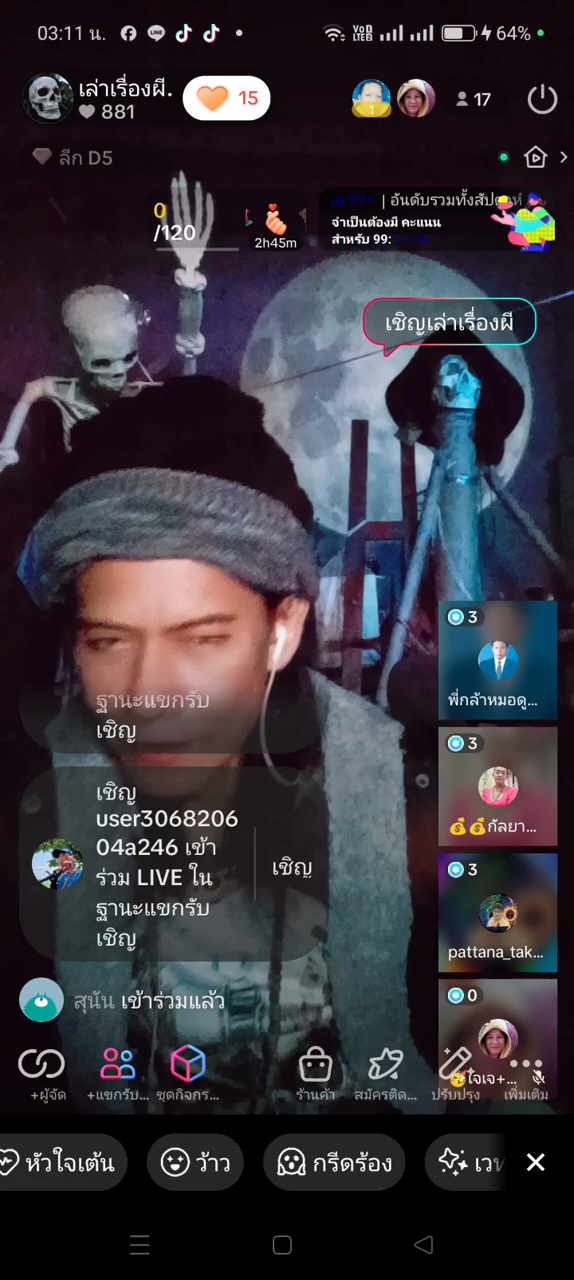 03:11 น.
VoD LTED
64%
เล่าเรื่องผี.
881
15
1
17
ลีก D5
0
/120
2h45m
99+ | อันดับรวมทั้งสัปดาห์
จำเป็นต้องมี คะแนน
สำหรับ 99:
เชิญเล่าเรื่องผี
3
พี่กล้าหมอดู...
ฐานะแขกรับ
เชิญ
3
💰💰กัลยา...
เชิญ
user3068206
04a246 เข้า
ร่วม LIVE ใน
ฐานะแขกรับ
เชิญ
เชิญ
3
pattana_tak...
0
ใจเจ+...
สุนัน เข้าร่วมแล้ว
+ผู้จัด
+แขกรับ...
ชุดกิจกร...
ร้านค้า
สมัครติด...
ปรับปรุง
เพิ่มเติม
หัวใจเต้น
ว้าว
กรีดร้อง